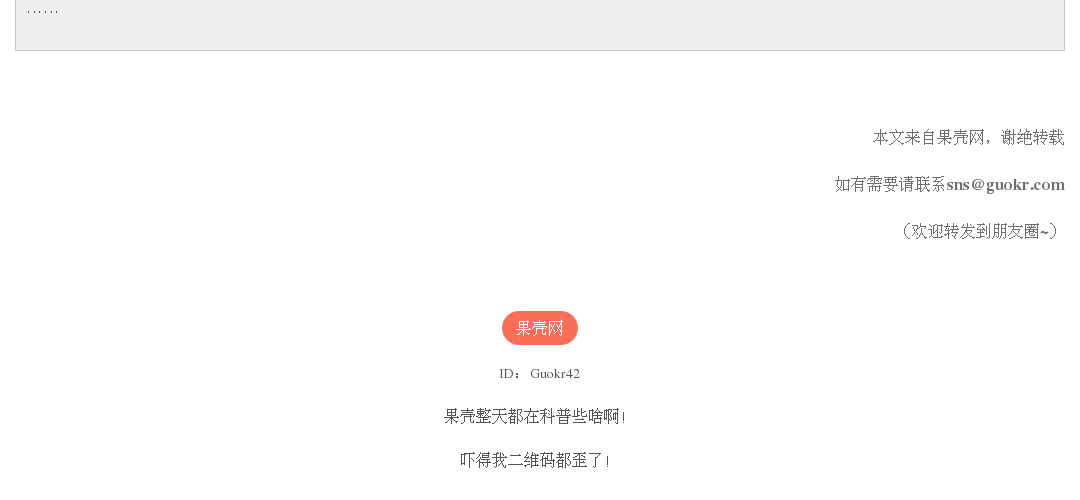 ......
本文来自果壳网，谢绝转载
如有需要请联系sns@guokr.com
（欢迎转发到朋友圈~）
果壳网
ID：Guokr42
果壳整天都在科普些啥啊！
吓得我二维码都歪了！